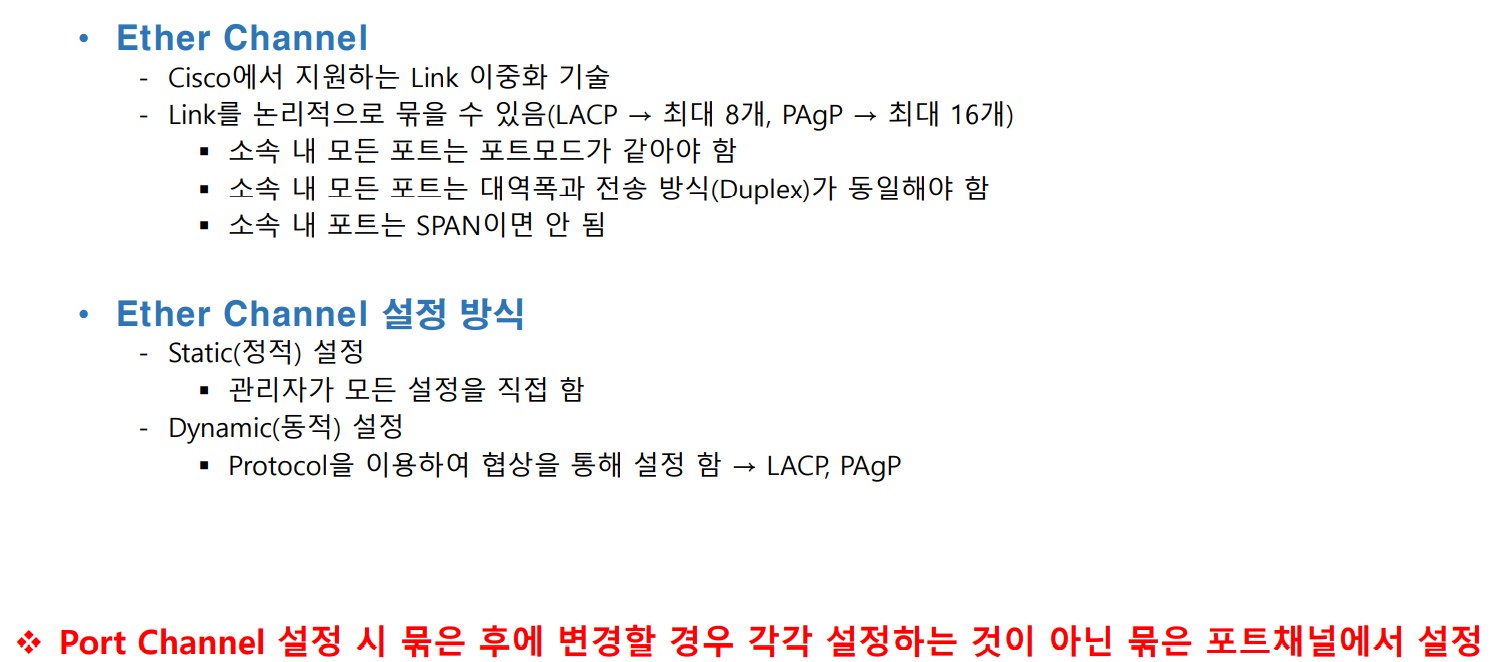 • Ether Channel
- Cisco에서 지원하는 Link 이중화 기술
- Link를 논리적으로 묶을 수 있음(LACP → 최대 8개, PAgP → 최대 16개)
▪ 소속 내 모든 포트는 포트모드가 같아야 함
▪ 소속 내 모든 포트는 대역폭과 전송 방식(Duplex)가 동일해야 함
▪ 소속 내 포트는 SPAN이면 안 됨
• Ether Channel 설정 방식
- Static(정적) 설정
▪ 관리자가 모든 설정을 직접 함
- Dynamic(동적) 설정
▪ Protocol을 이용하여 협상을 통해 설정 함 → LACP, PAgP
❖ Port Channel 설정 시 묶은 후에 변경할 경우 각각 설정하는 것이 아닌 묶은 포트채널에서 설정